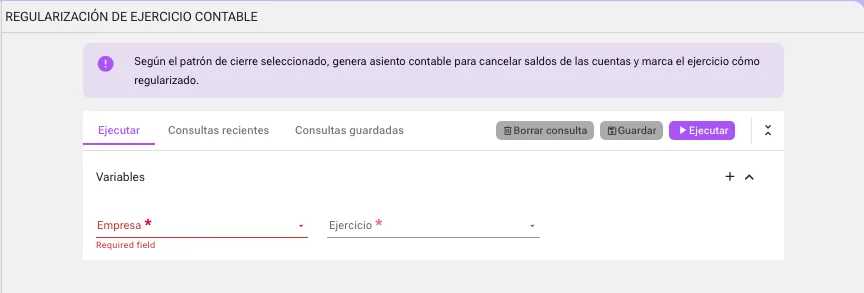 REGULARIZACIÓN DE EJERCICIO CONTABLE
Según el patrón de cierre seleccionado, genera asiento contable para cancelar saldos de las cuentas y marca el ejercicio cómo
regularizado.
Ejecutar Consultas recientes Consultas guardadas Borrar consulta Guardar Ejecutar
Variables
Empresa * Ejercicio *
Required field